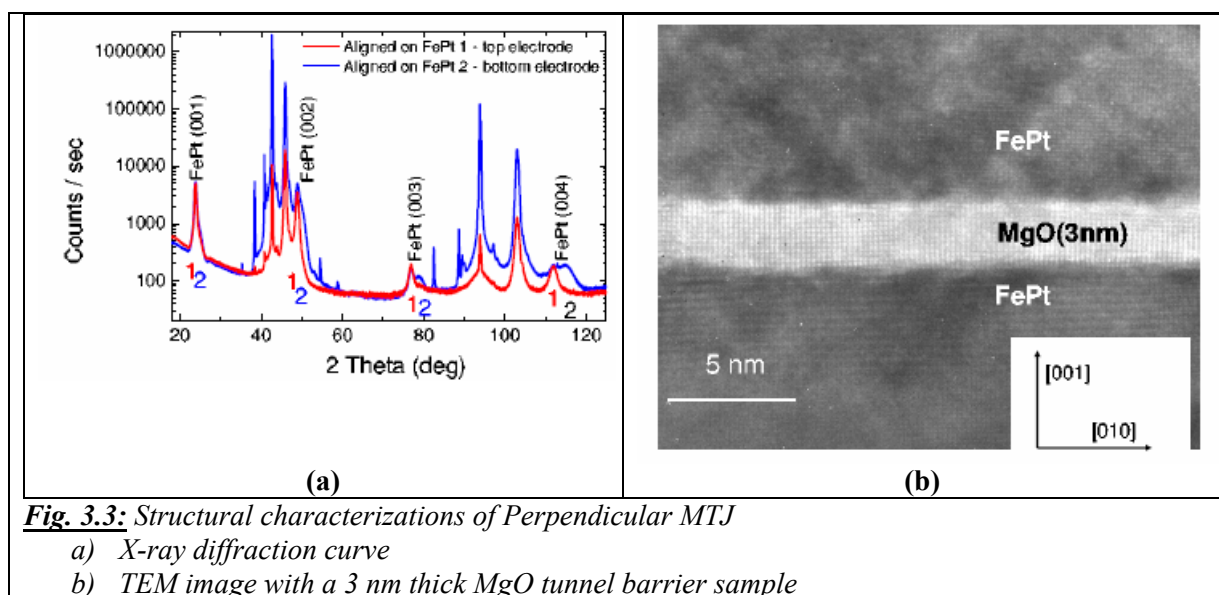 1000000
100000
10000
1000
100
Counts / sec
Aligned on FePt 1 - top electrode
Aligned on FePt 2 - bottom electrode
FePt (001)
FePt (002)
FePt (003)
FePt (004)
1 2
1 2
1 2
1 2
20 40 60 80 100 120
2 Theta (deg)
(a)
FePt
MgO(3nm)
FePt
5 nm
[001]
[010]
(b)
Fig. 3.3: Structural characterizations of Perpendicular MTJ
a) X-ray diffraction curve
b) TEM image with a 3 nm thick MgO tunnel barrier sample